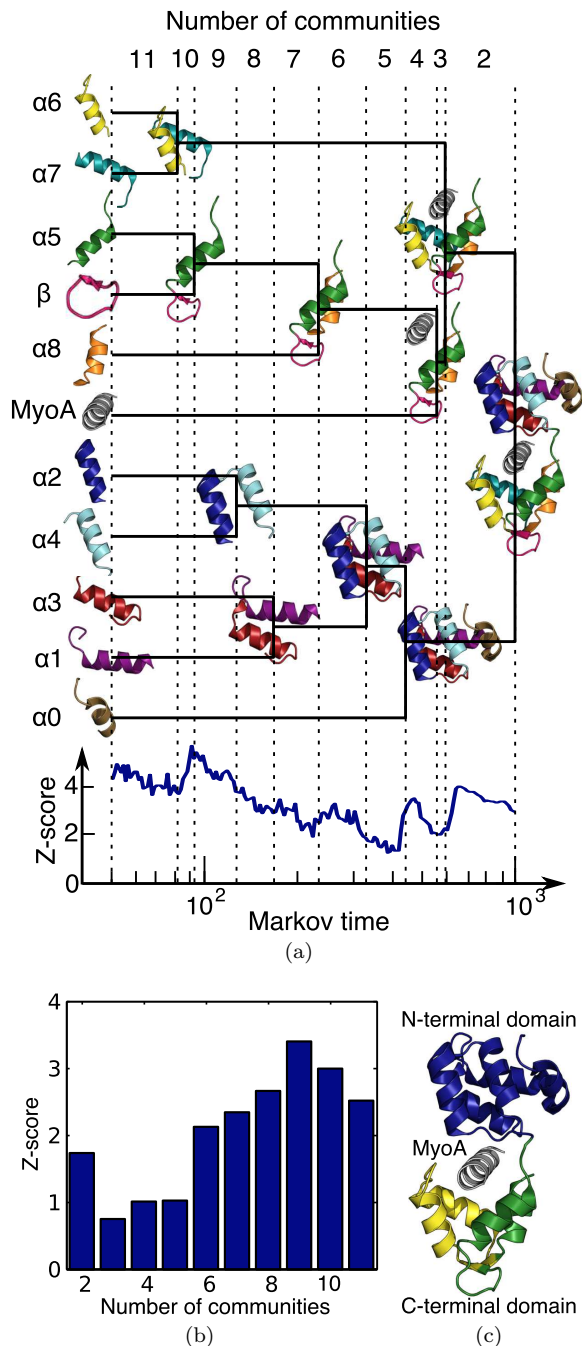 Number of communities
11 10 9 8 7 6 5 4 3 2
α6
α7
α5
β
α8
MyoA
α2
α4
α3
α1
α0
Z-score
4
2
0
10² 10³
Markov time
(a)
4
3
2
1
0
Z-score
2 4 6 8 10
Number of communities
(b)
N-terminal domain
MyoA
C-terminal domain
(c)